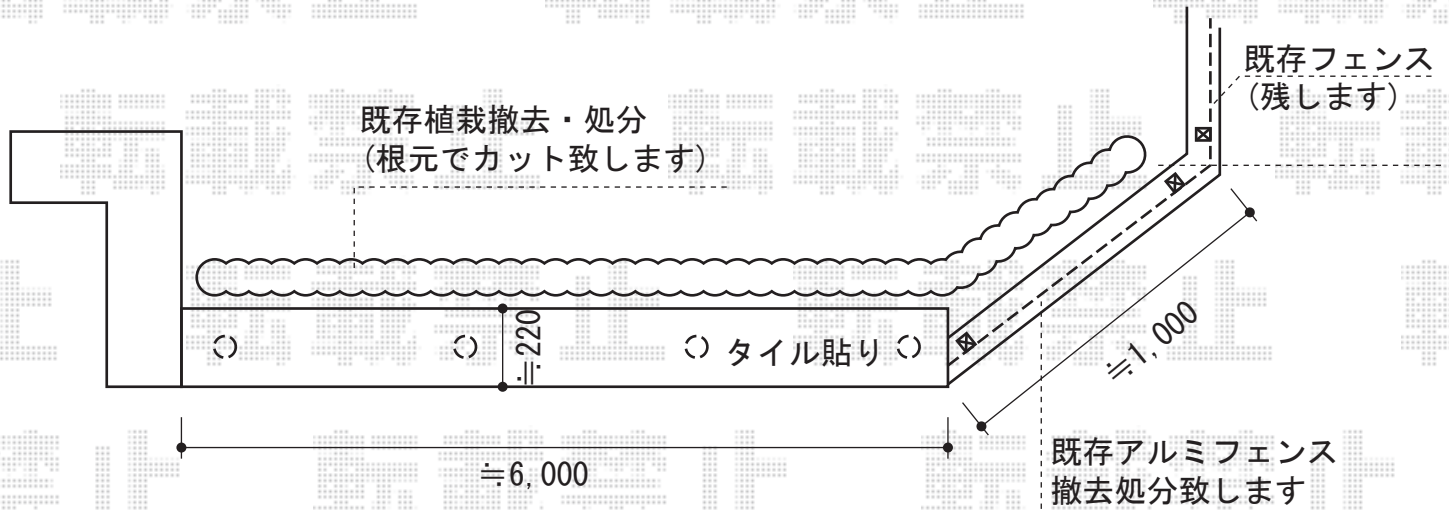 既存フェンス
(残します)
既存植栽撤去・処分
(根元でカット致します)
≒220
タイル貼り
≒1,000
≒6,000
既存アルミフェンス
撤去処分致します